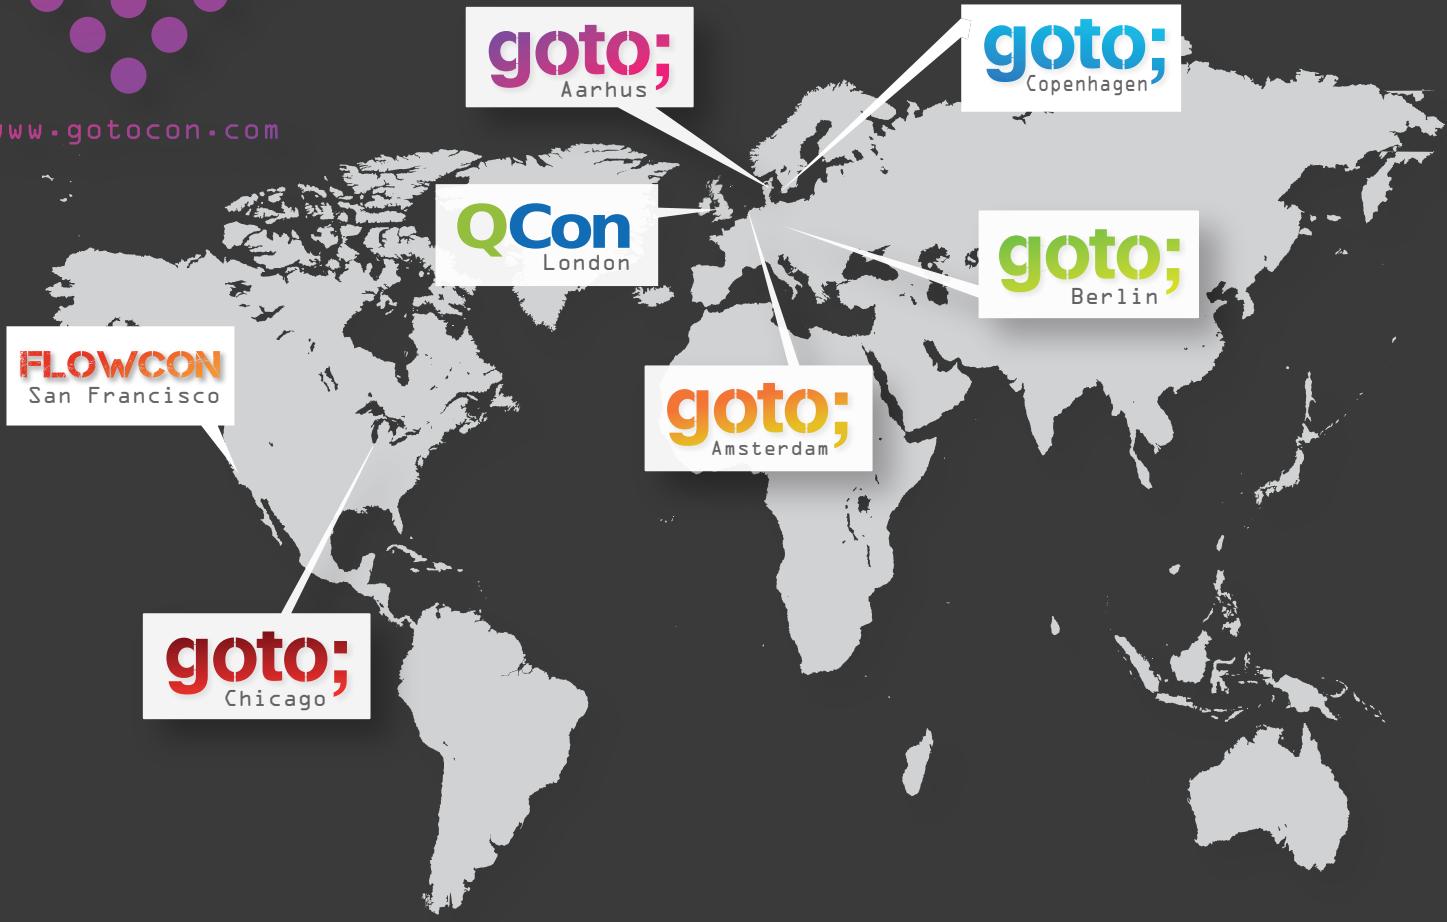 goto;
Aarhus
goto;
Copenhagen
www.gotocon.com
QCon
London
goto;
Berlin
FLOWCON
San Francisco
goto;
Amsterdam
goto;
Chicago